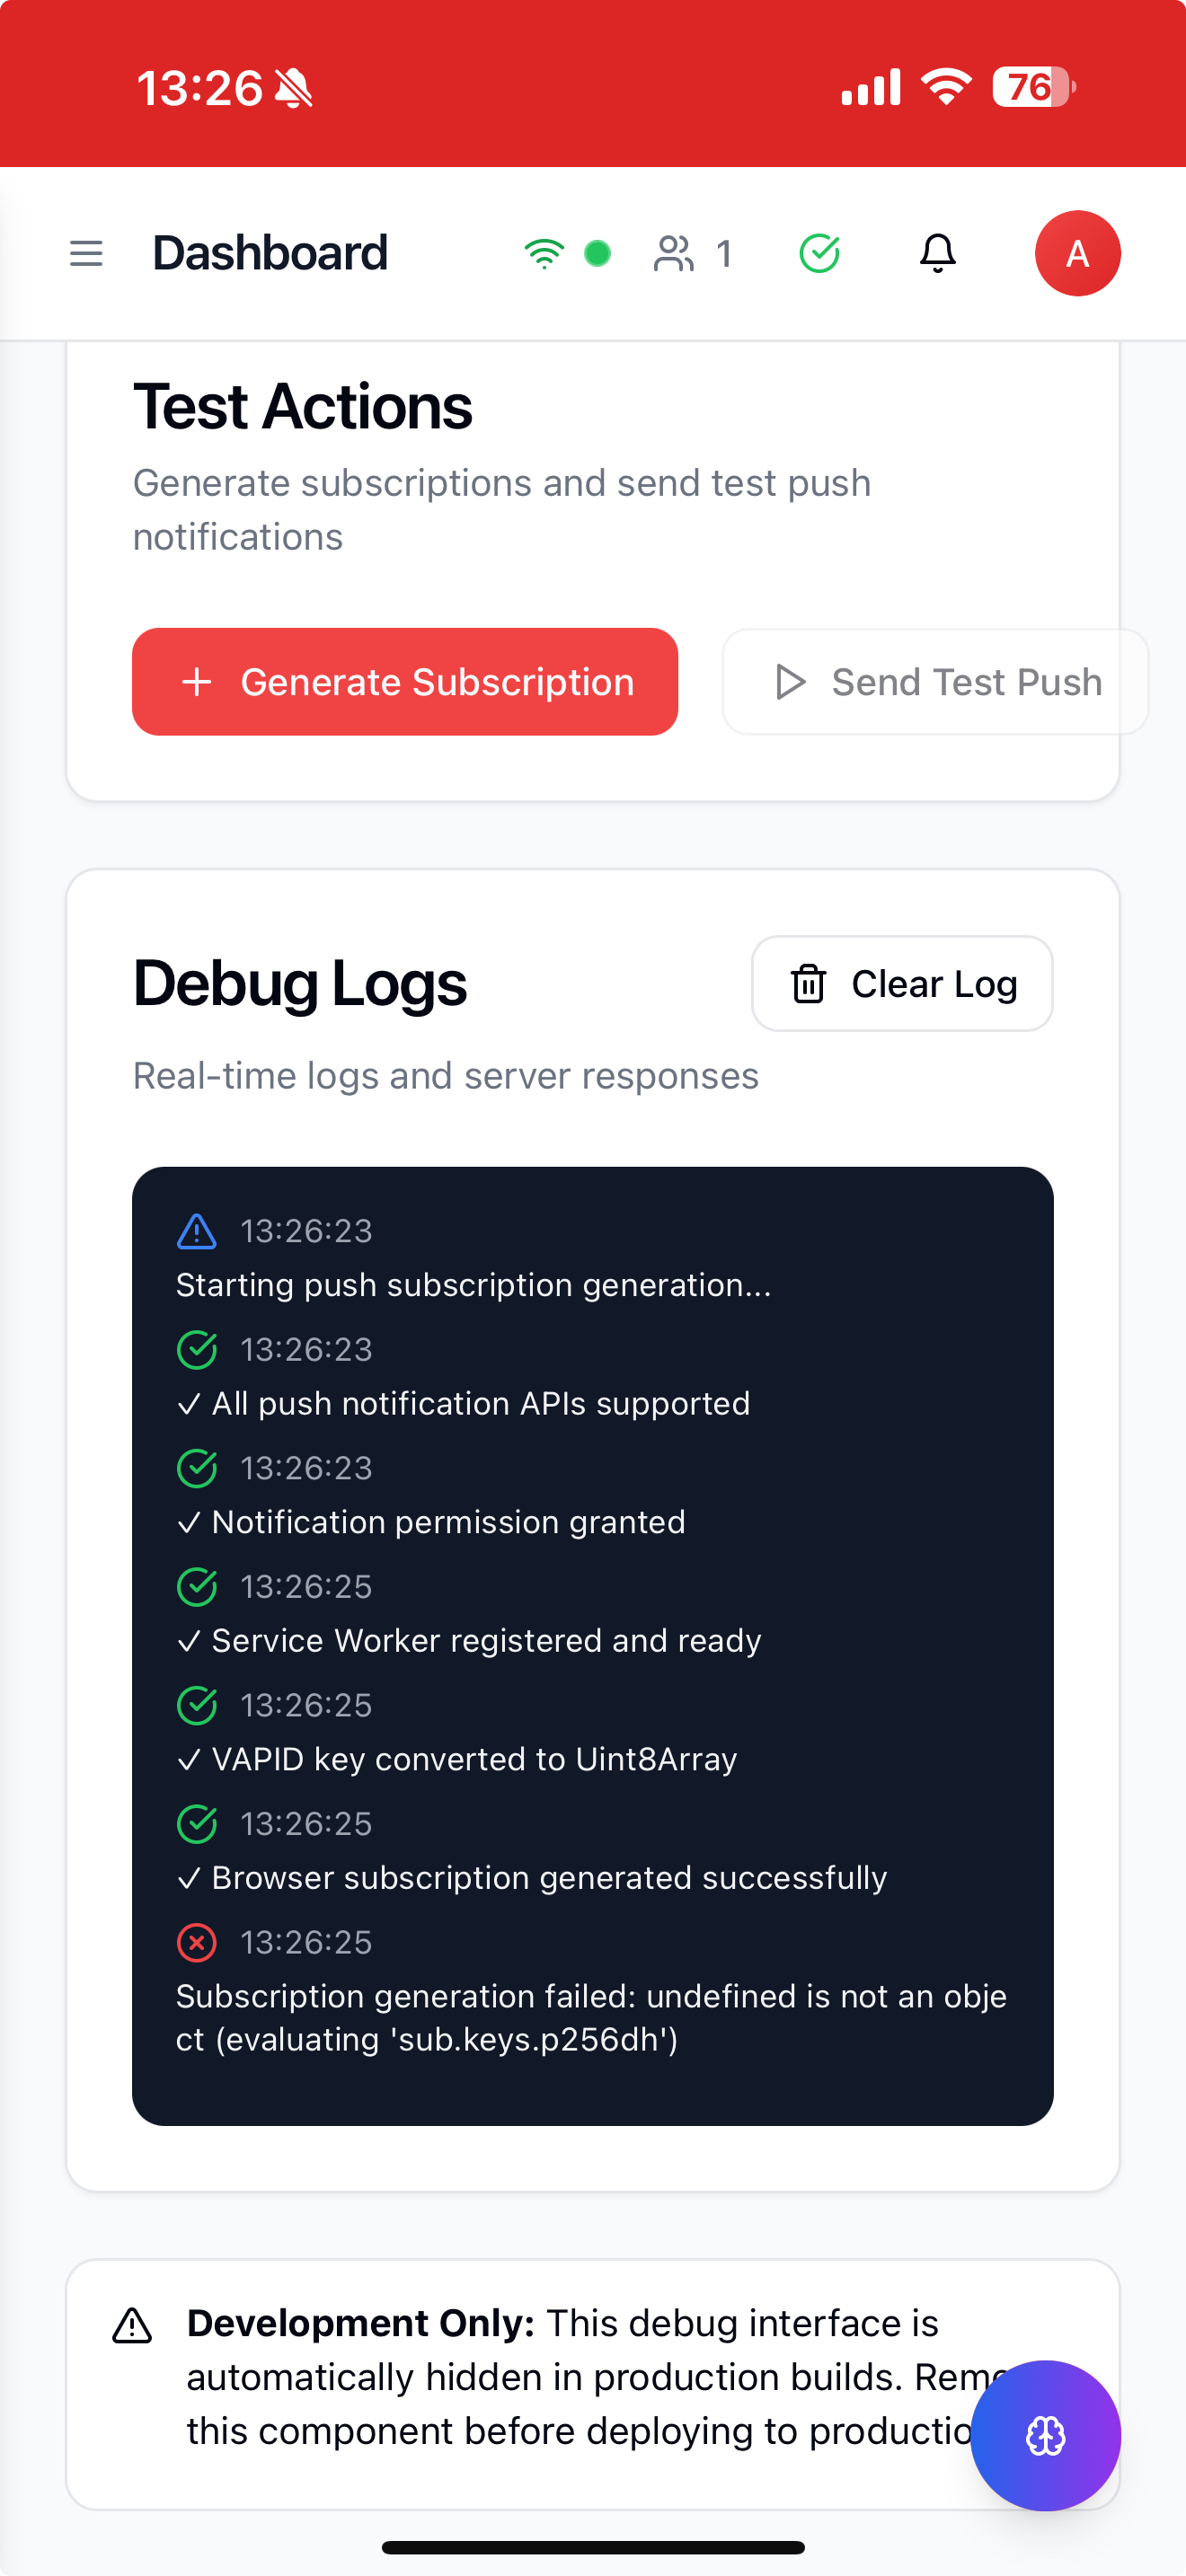 13:26
76
Dashboard
1
A
Test Actions
Generate subscriptions and send test push
notifications
Generate Subscription
Send Test Push
Debug Logs
Clear Log
Real-time logs and server responses
13:26:23
Starting push subscription generation...
13:26:23
✓ All push notification APIs supported
13:26:23
✓ Notification permission granted
13:26:25
✓ Service Worker registered and ready
13:26:25
✓ VAPID key converted to Uint8Array
13:26:25
✓ Browser subscription generated successfully
13:26:25
Subscription generation failed: undefined is not an obje
ct (evaluating 'sub.keys.p256dh')
Development Only: This debug interface is
automatically hidden in production builds.
this component before deploying to